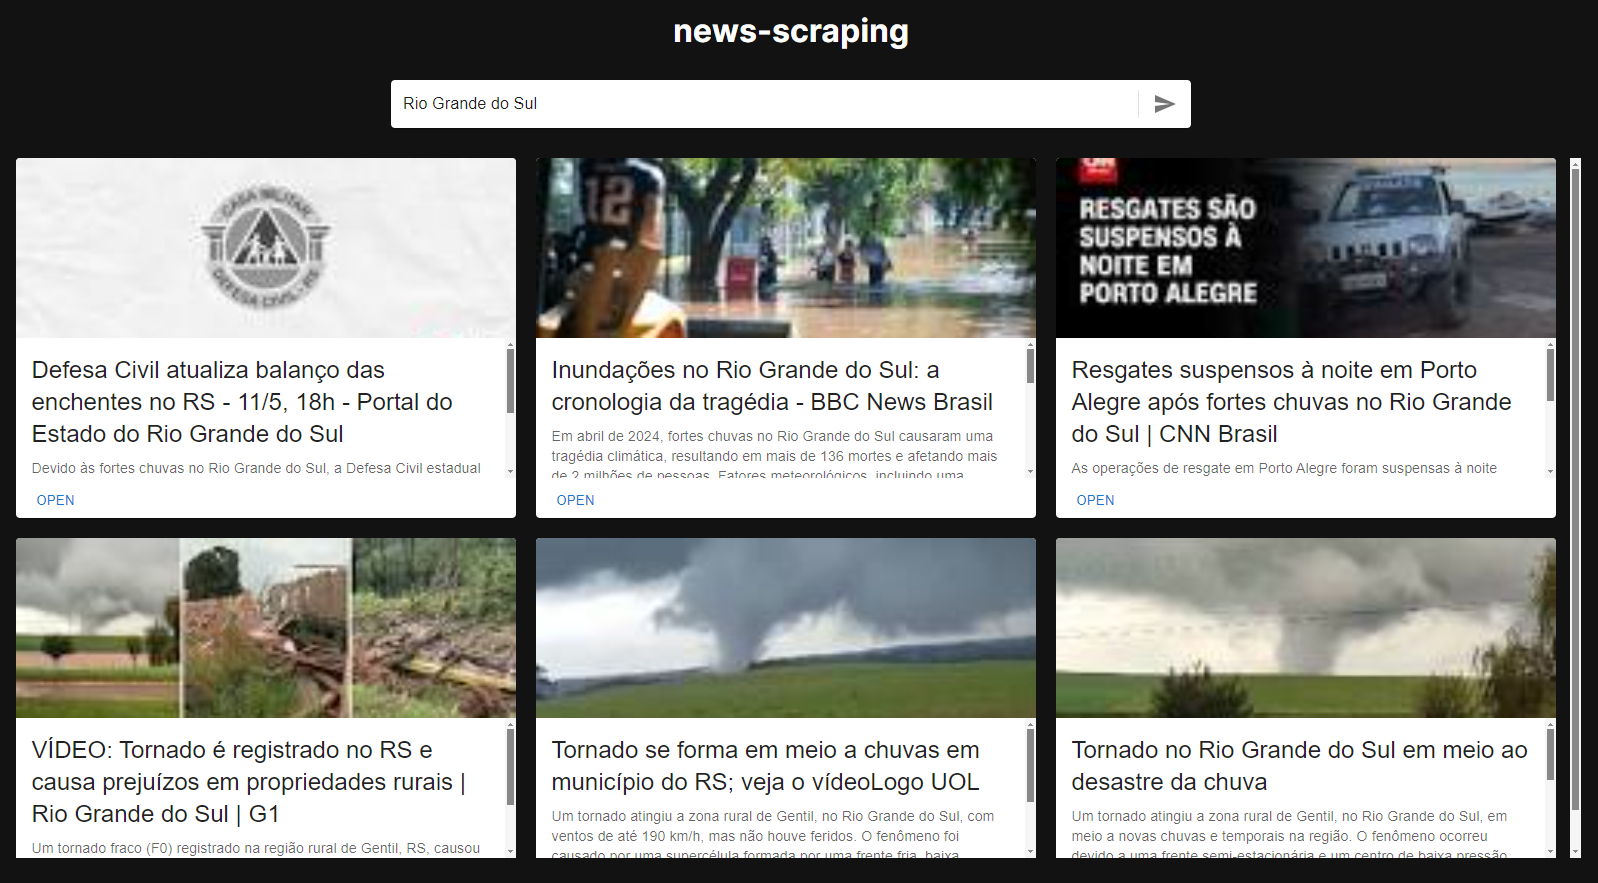 news-scraping
Rio Grande do Sul
CASA MILITAR
DEFESA CIVIL - RS
12
RESGATES SÃO
SUSPENSOS À
NOITE EM
PORTO ALEGRE
Defesa Civil atualiza balanço das
enchentes no RS - 11/5, 18h - Portal do
Estado do Rio Grande do Sul
Devido às fortes chuvas no Rio Grande do Sul, a Defesa Civil estadual
OPEN
Inundações no Rio Grande do Sul: a
cronologia da tragédia - BBC News Brasil
Em abril de 2024, fortes chuvas no Rio Grande do Sul causaram uma
tragédia climática, resultando em mais de 136 mortes e afetando mais
de 2 milhões de pessoas. Fatores meteorológicos, incluindo uma
OPEN
Resgates suspensos à noite em Porto
Alegre após fortes chuvas no Rio Grande
do Sul | CNN Brasil
As operações de resgate em Porto Alegre foram suspensas à noite
OPEN
VÍDEO: Tornado é registrado no RS e
causa prejuízos em propriedades rurais |
Rio Grande do Sul | G1
Um tornado fraco (F0) registrado na região rural de Gentil, RS, causou
Tornado se forma em meio a chuvas em
município do RS; veja o vídeoLogo UOL
Um tornado atingiu a zona rural de Gentil, no Rio Grande do Sul, com
ventos de até 190 km/h, mas não houve feridos. O fenômeno foi
causado por uma supercélula formada por uma frente fria, baixa
Tornado no Rio Grande do Sul em meio ao
desastre da chuva
Um tornado atingiu a zona rural de Gentil, no Rio Grande do Sul, em
meio a novas chuvas e temporais na região. O fenômeno ocorreu
devido a uma frente semi-estacionária e um centro de baixa pressão